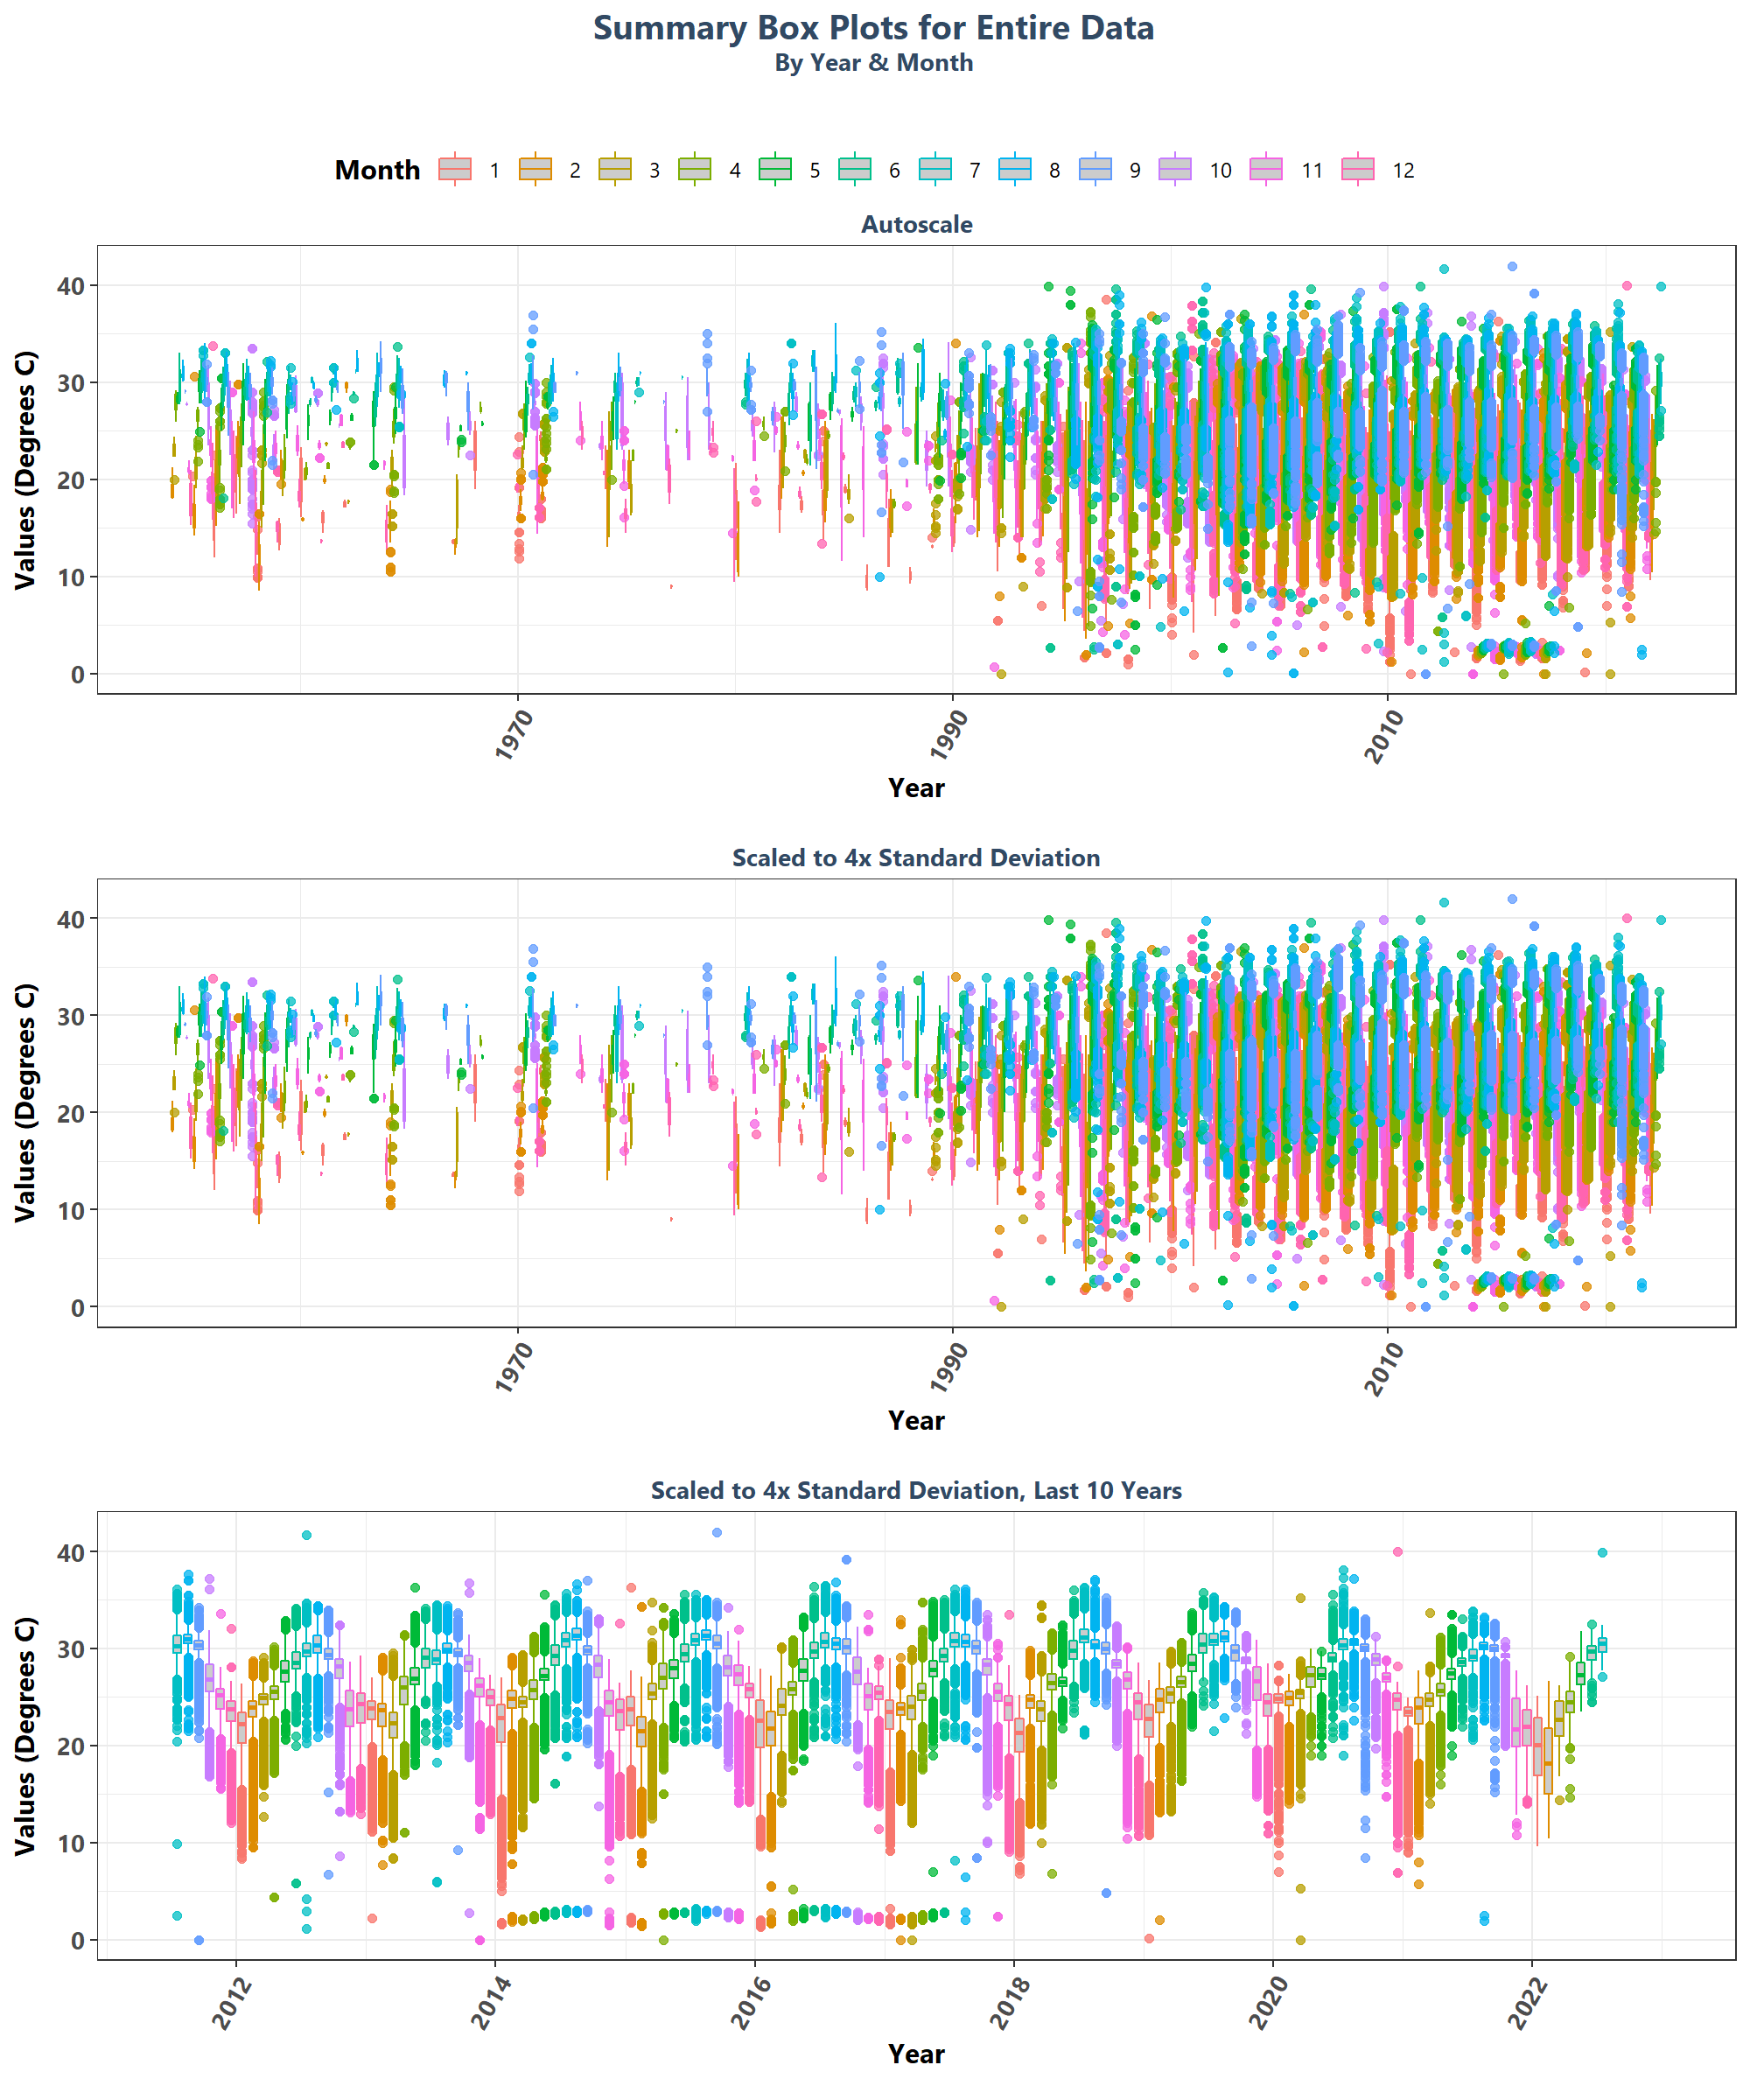 Summary Box Plots for Entire Data
By Year & Month
Month 1 2 3 4 5 6 7 8 9 10 11 12
Autoscale
Values (Degrees C)
40
30
20
10
0
1970 1990 2010
Year
Scaled to 4x Standard Deviation
Values (Degrees C)
40
30
20
10
0
1970 1990 2010
Year
Scaled to 4x Standard Deviation, Last 10 Years
Values (Degrees C)
40
30
20
10
0
2012 2014 2016 2018 2020 2022
Year